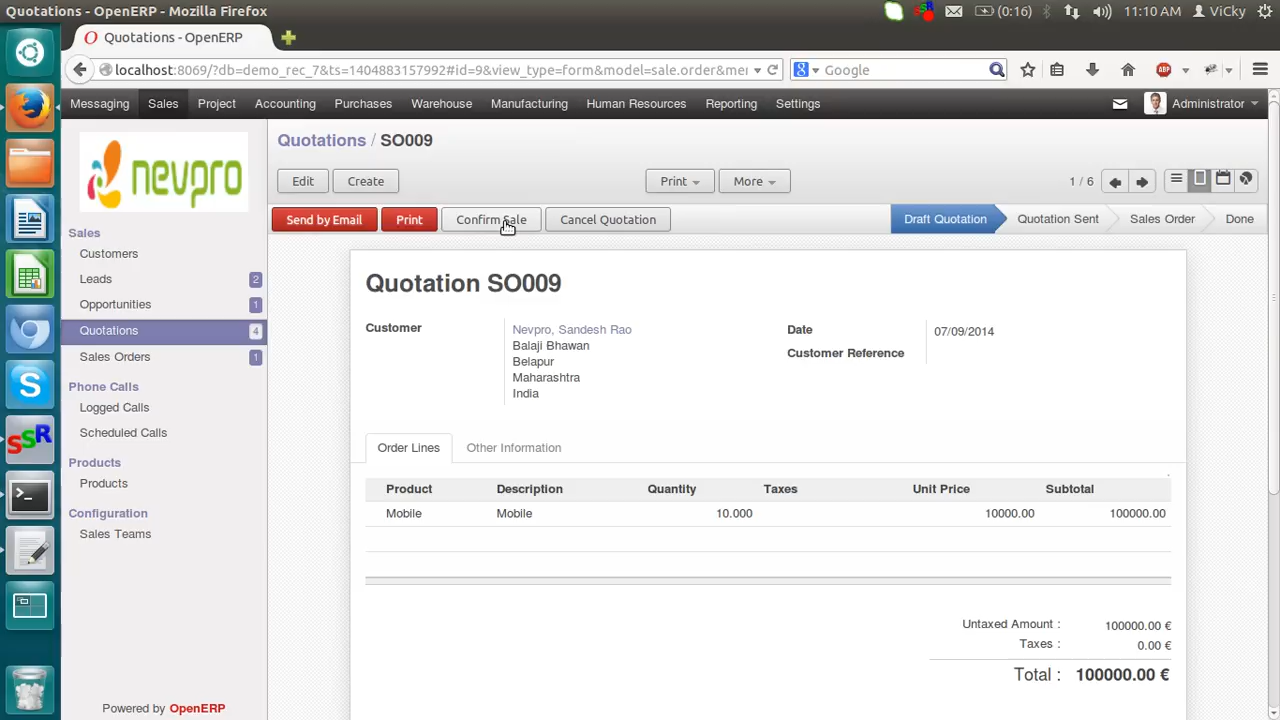 Quotations - OpenERP - Mozilla Firefox
(0:16) 11:10 AM ViCky
Quotations - OpenERP
localhost:8069/?db=demo_rec_7&ts=1404883157992#id=9&view_type=form&model=sale.order&mer
Google
Messaging Sales Project Accounting Purchases Warehouse Manufacturing Human Resources Reporting Settings Administrator
nevpro
Quotations / SO009
Edit Create Print More 1 / 6
Send by Email Print Confirm Sale Cancel Quotation Draft Quotation Quotation Sent Sales Order Done
Sales
Customers
Leads 2
Opportunities 1
Quotations 4
Sales Orders 1
Phone Calls
Logged Calls
Scheduled Calls
Products
Products
Configuration
Sales Teams
Powered by OpenERP
Quotation SO009
Customer Nevpro, Sandesh Rao
Balaji Bhawan
Belapur
Maharashtra
India
Date 07/09/2014
Customer Reference
Order Lines Other Information
Product Description Quantity Taxes Unit Price Subtotal
Mobile Mobile 10.000 10000.00 100000.00
Untaxed Amount : 100000.00 €
Taxes : 0.00 €
Total : 100000.00 €
S
SSR